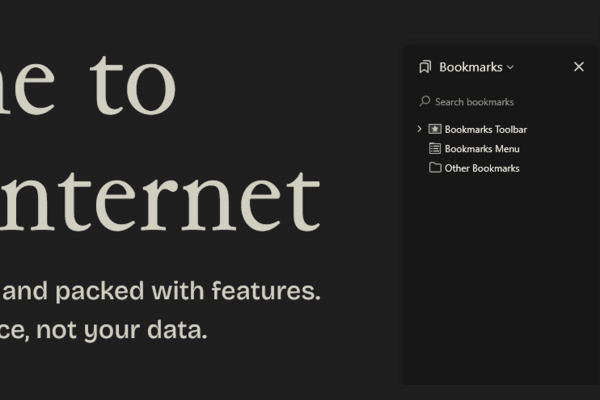 ne to
nternet
and packed with features.
ce, not your data.
Bookmarks
Search bookmarks
Bookmarks Toolbar
Bookmarks Menu
Other Bookmarks